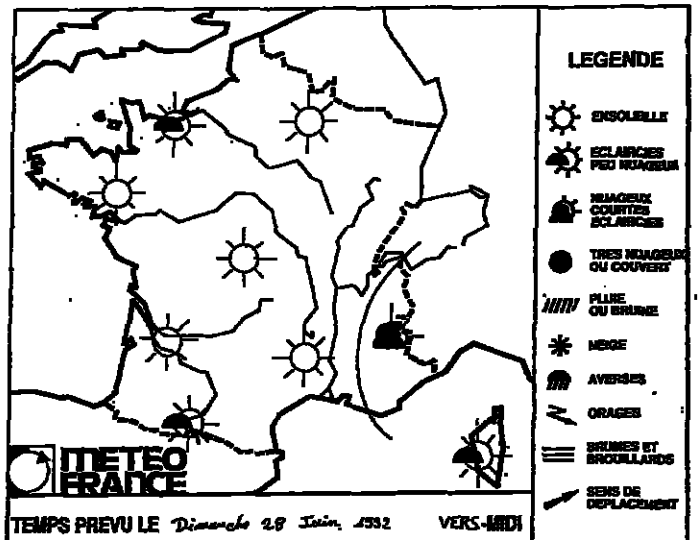 LEGENDE
ENSOLEILLE
ECLAIRCIES
PEU NUAGEUX
NUAGEUX
COURTES
ECLAIRCIES
TRES NUAGEUX
OU COUVERT
PLUIE
OU BRUINE
NEIGE
AVERSES
ORAGES
BRUMES ET
BROUILLARDS
SENS DE
DEPLACEMENT
METEO
FRANCE
TEMPS PREVU LE Dimanche 28 Juin 1992 VERS-MIDI